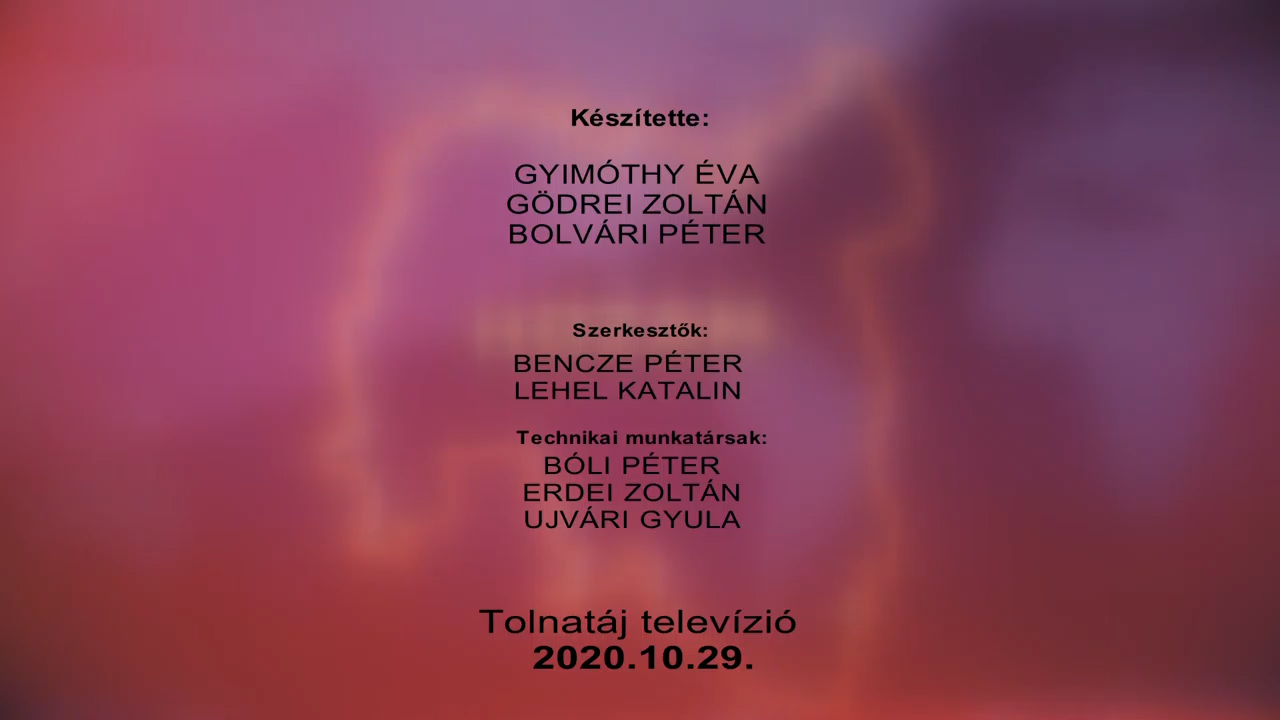 Készítette:
GYIMÓTHY ÉVA
GÖDREI ZOLTÁN
BOLVÁRI PÉTER
Szerkesztők:
BENCZE PÉTER
LEHEL KATALIN
Technikai munkatársak:
BÓLI PÉTER
ERDEI ZOLTÁN
UJVÁRI GYULA
Tolnatáj televízió
2020.10.29.